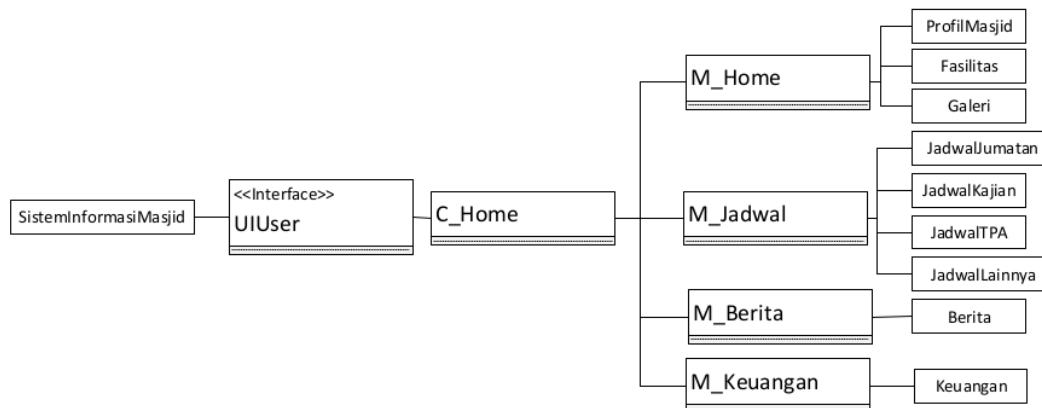 SistemInformasiMasjid
<<Interface>>
UIUser
C_Home
M_Home
ProfilMasjid
Fasilitas
Galeri
M_Jadwal
JadwalJumatan
JadwalKajian
JadwalTPA
JadwalLainnya
M_Berita
Berita
M_Keuangan
Keuangan